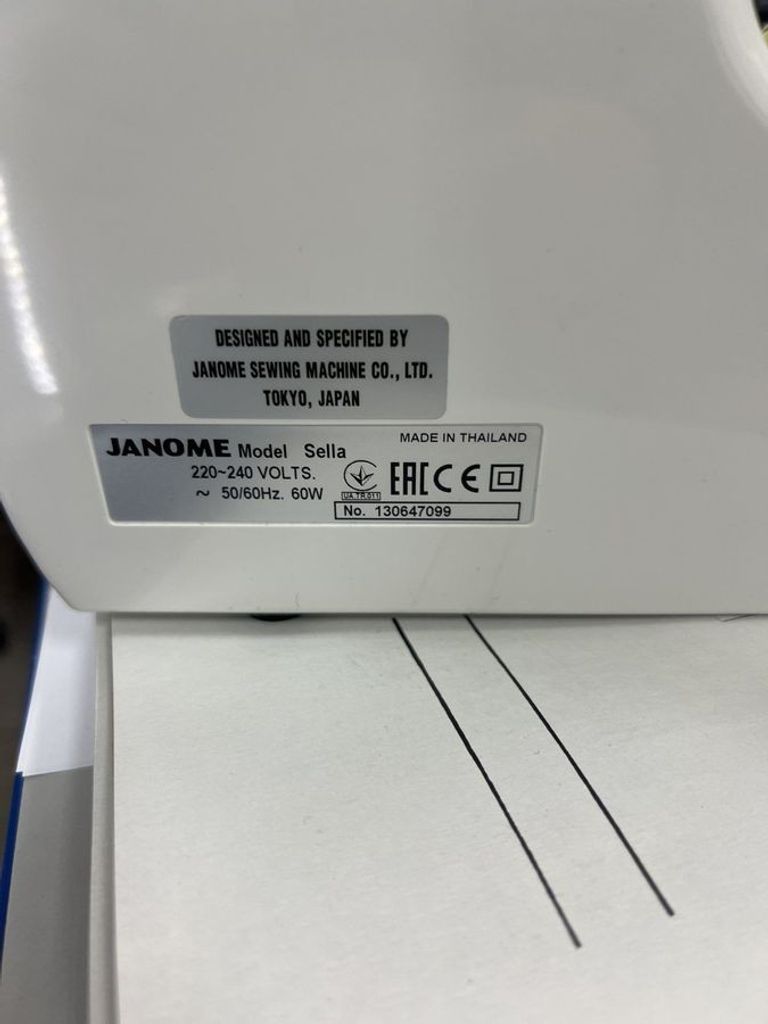 DESIGNED AND SPECIFIED BY
JANOME SEWING MACHINE CO., LTD.
TOKYO, JAPAN
MADE IN THAILAND
JANOME Model Sella
220~240 VOLTS.
~ 50/60Hz. 60W
UA.TR.011
EAC CE
No. 130647099